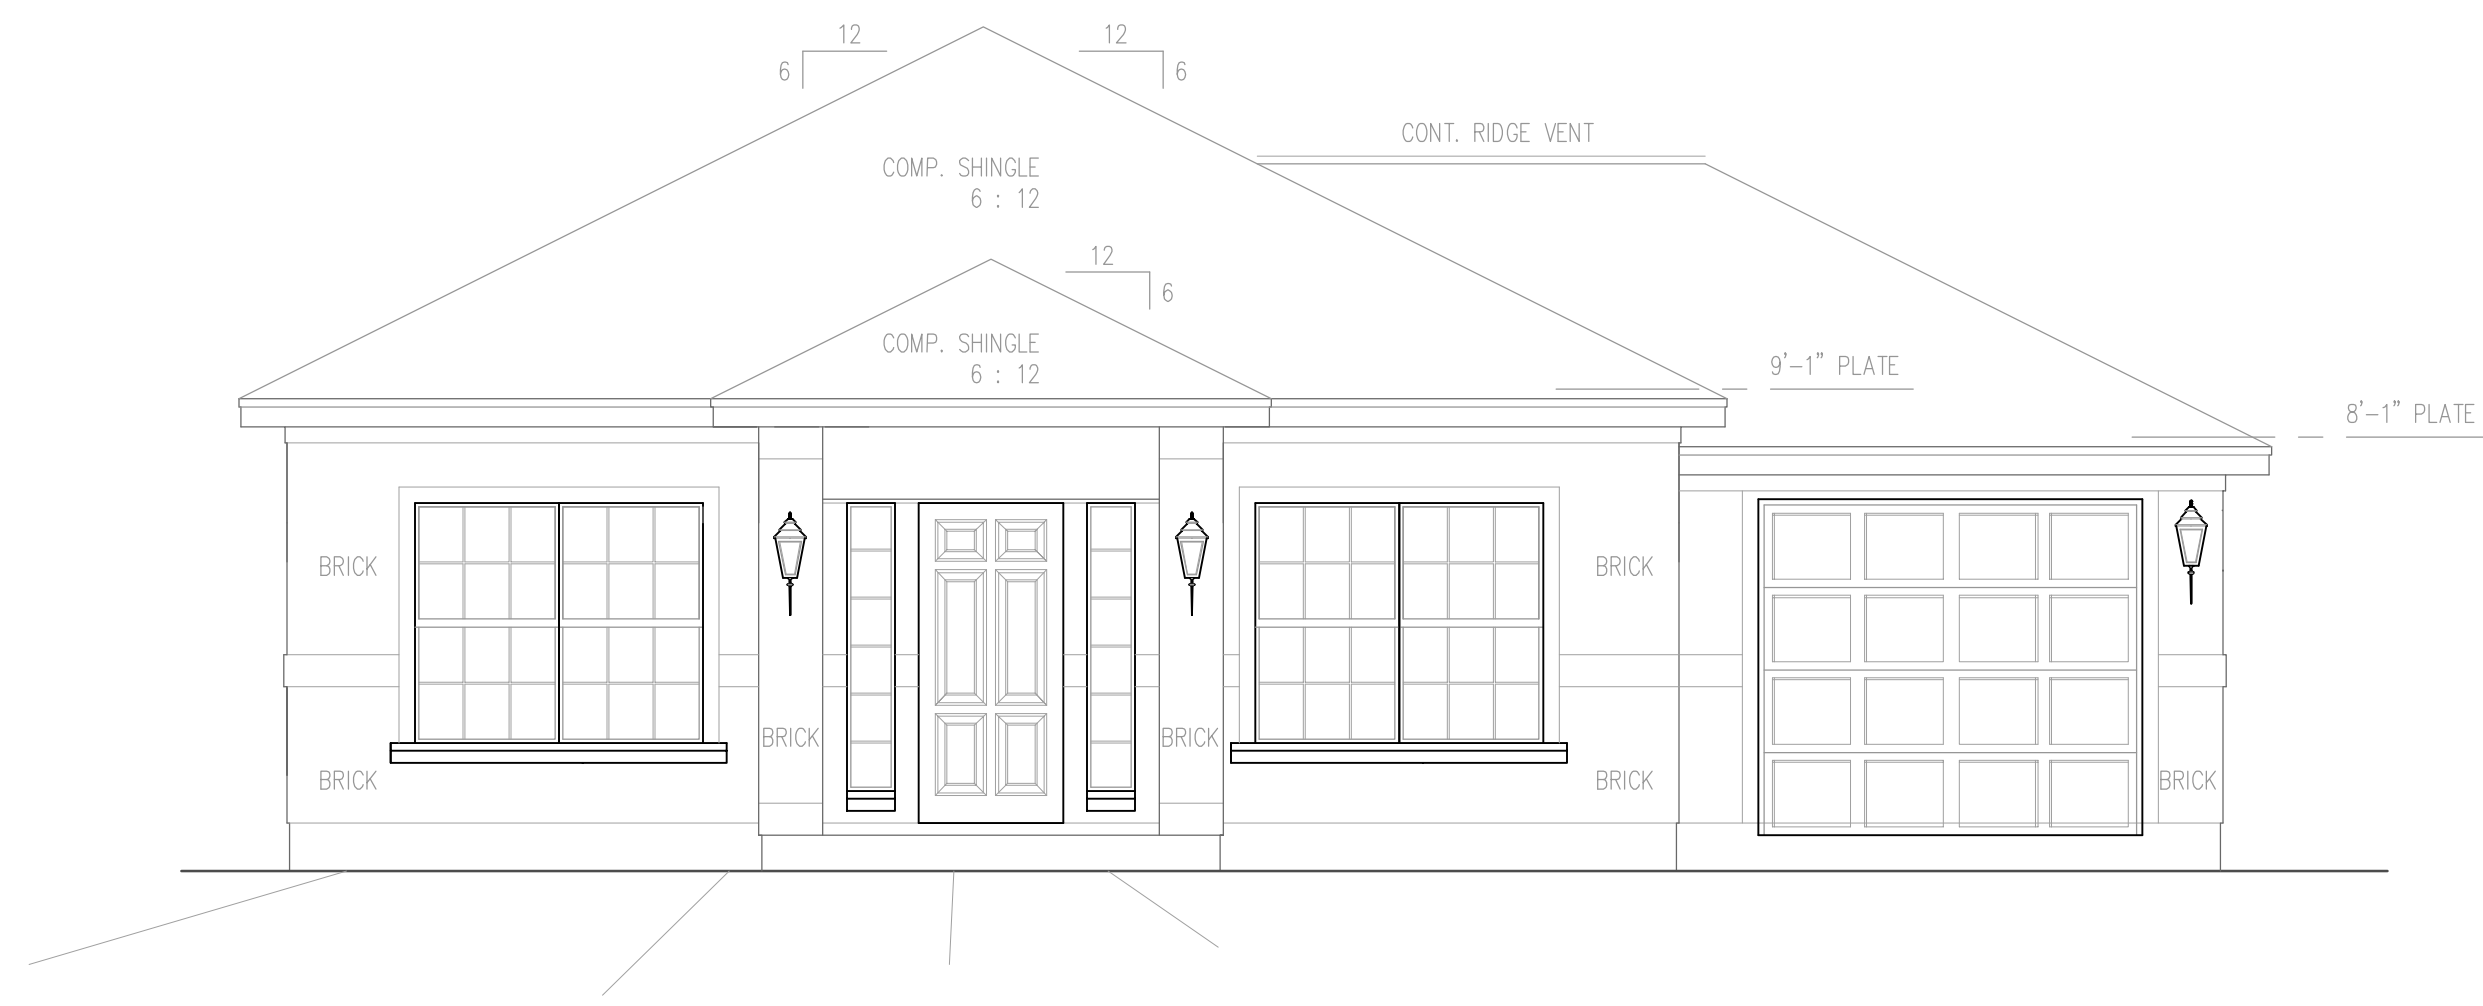 12
12
6
6
CONT. RIDGE VENT
COMP. SHINGLE
6 : 12
12
6
COMP. SHINGLE
6 : 12
9'-1" PLATE
8'-1" PLATE
BRICK
BRICK
BRICK
BRICK
BRICK
BRICK
BRICK